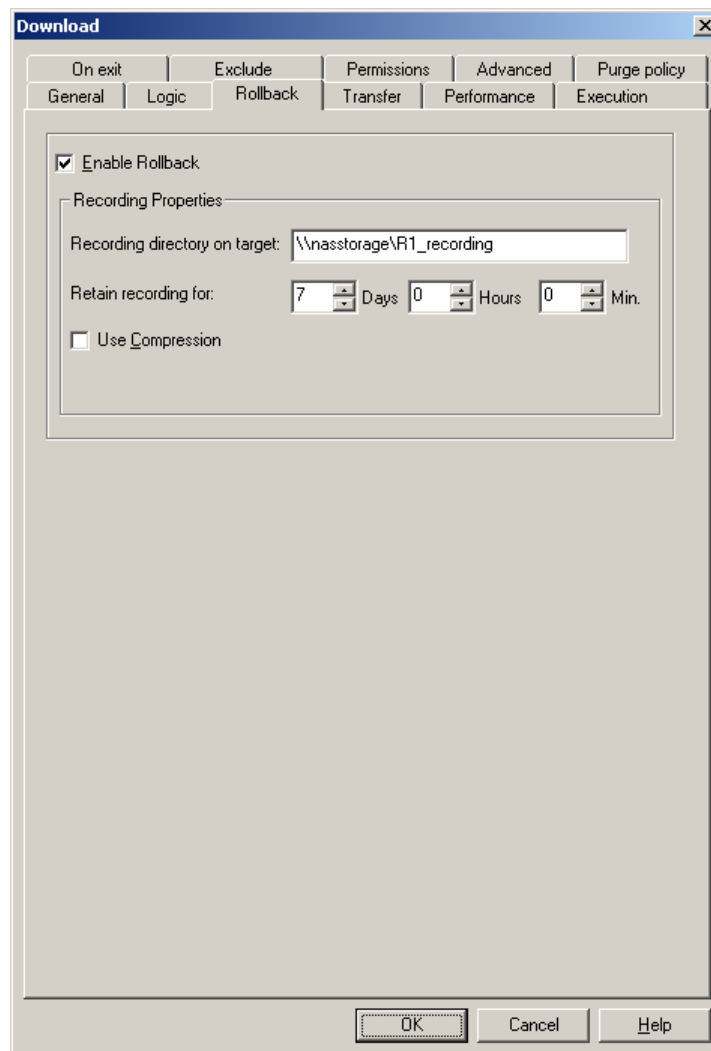 Download
On exit Exclude Permissions Advanced Purge policy
General Logic Rollback Transfer Performance Execution
Enable Rollback
Recording Properties
Recording directory on target: \\nasstorage\R1_recording
Retain recording for: 7 Days 0 Hours 0 Min.
Use Compression
OK Cancel Help